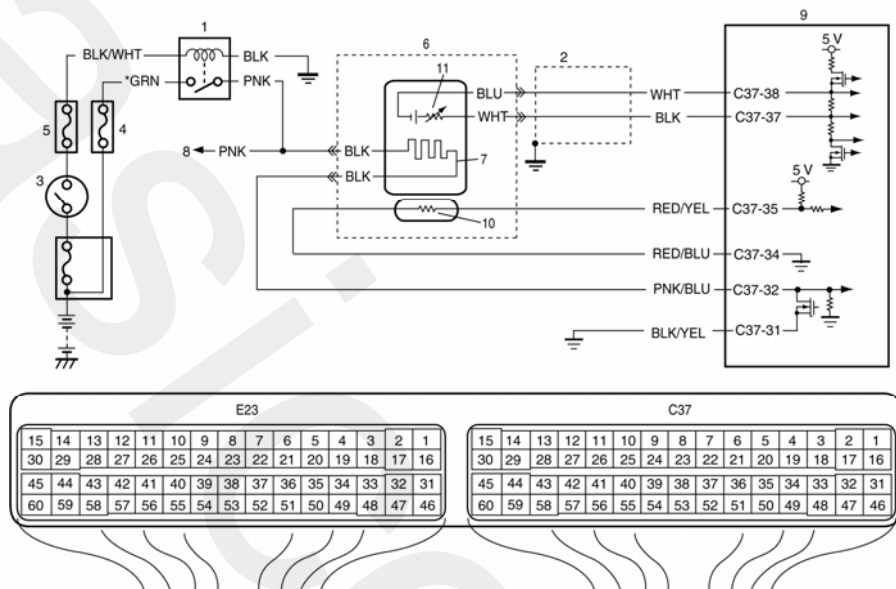 1
9
BLK/WHT
BLK
*GRN
PNK
5
4
3
8
PNK
6
11
BLU
WHT
BLK
BLK
7
10
2
WHT
C37-38
BLK
C37-37
5 V
RED/YEL
C37-35
5 V
RED/BLU
C37-34
PNK/BLU
C37-32
BLK/YEL
C37-31
E23
C37
15 14 13 12 11 10 9 8 7 6 5 4 3 2 1
15 14 13 12 11 10 9 8 7 6 5 4 3 2 1
30 29 28 27 26 25 24 23 22 21 20 19 18 17 16
30 29 28 27 26 25 24 23 22 21 20 19 18 17 16
45 44 43 42 41 40 39 38 37 36 35 34 33 32 31
45 44 43 42 41 40 39 38 37 36 35 34 33 32 31
60 59 58 57 56 55 54 53 52 51 50 49 48 47 46
60 59 58 57 56 55 54 53 52 51 50 49 48 47 46